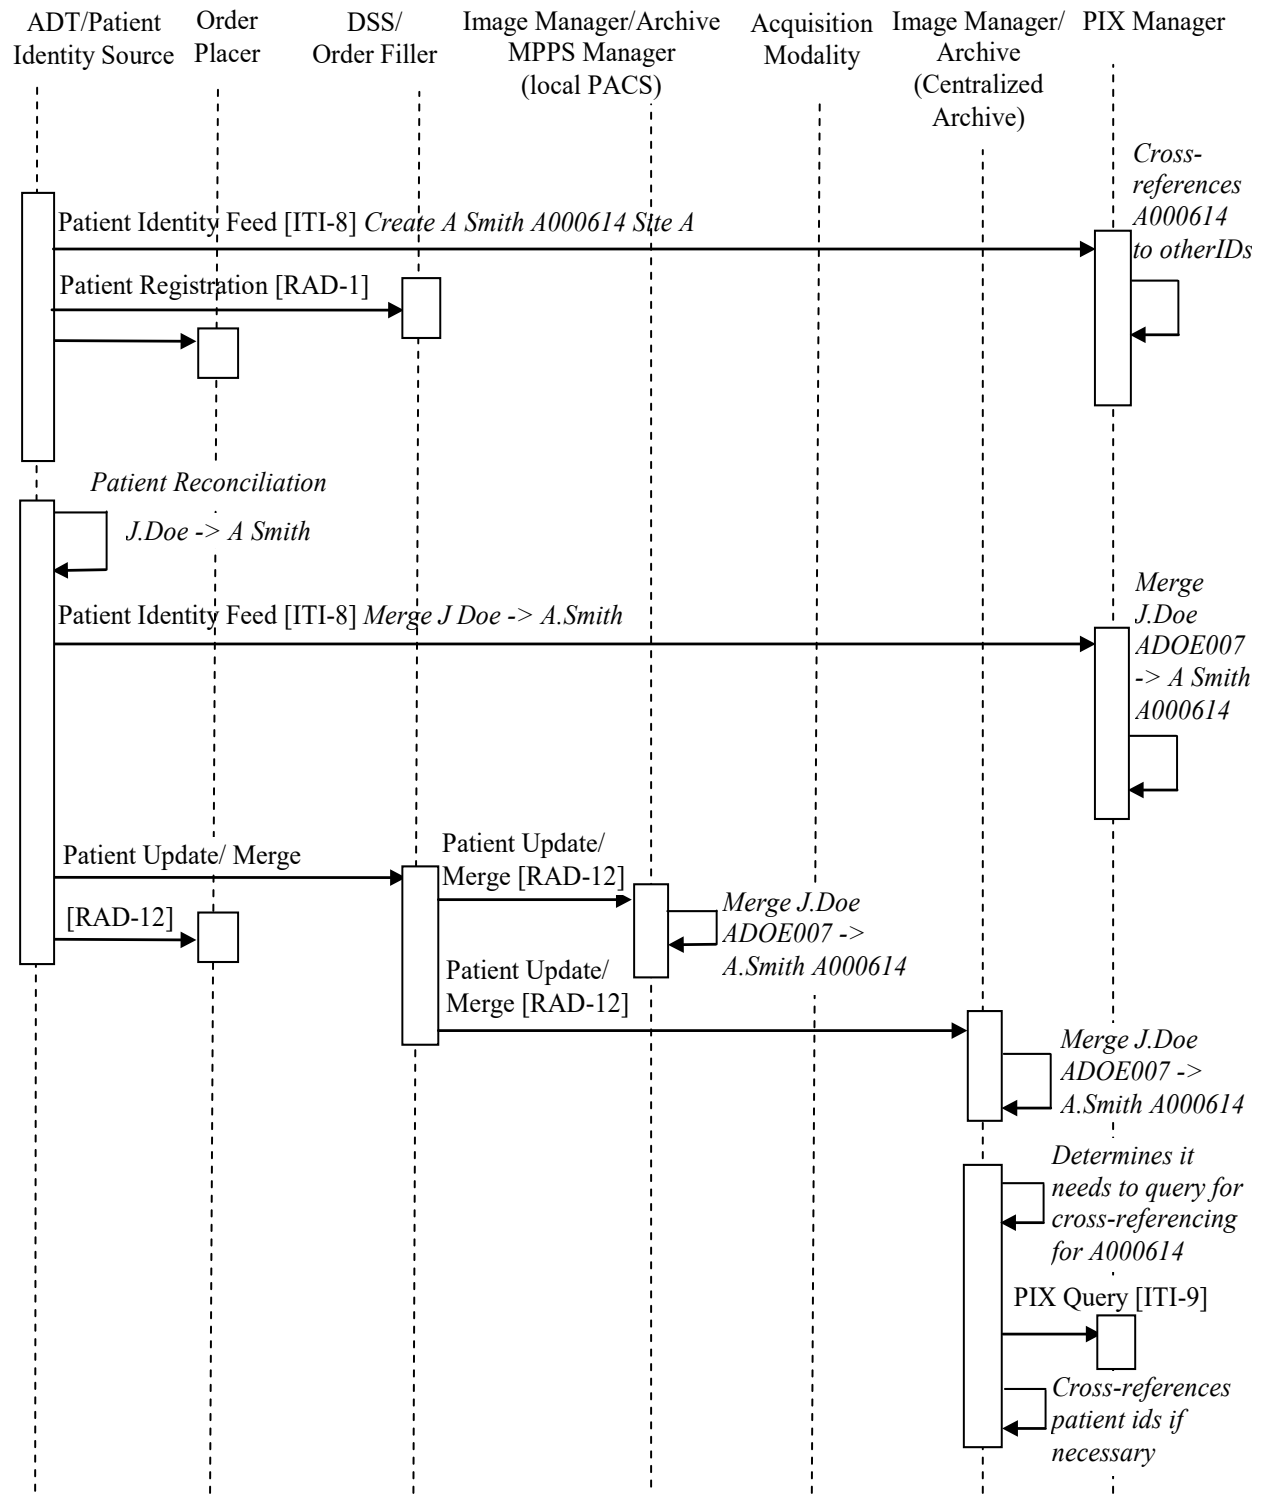 ADT/Patient
Identity Source
Order
Placer
DSS/
Order Filler
Image Manager/Archive
MPPS Manager
(local PACS)
Acquisition
Modality
Image Manager/
Archive
(Centralized
Archive)
PIX Manager
Cross-
references
A000614
to otherIDs
Patient Identity Feed [ITI-8] Create A Smith A000614 Site A
Patient Registration [RAD-1]
Patient Reconciliation
J.Doe -> A Smith
Patient Identity Feed [ITI-8] Merge J Doe -> A.Smith
Merge
J.Doe
ADOE007
-> A Smith
A000614
Patient Update/ Merge
[RAD-12]
Patient Update/
Merge [RAD-12]
Merge J.Doe
ADOE007 ->
A.Smith A000614
Patient Update/
Merge [RAD-12]
Merge J.Doe
ADOE007 ->
A.Smith A000614
Determines it
needs to query for
cross-referencing
for A000614
PIX Query [ITI-9]
Cross-references
patient ids if
necessary